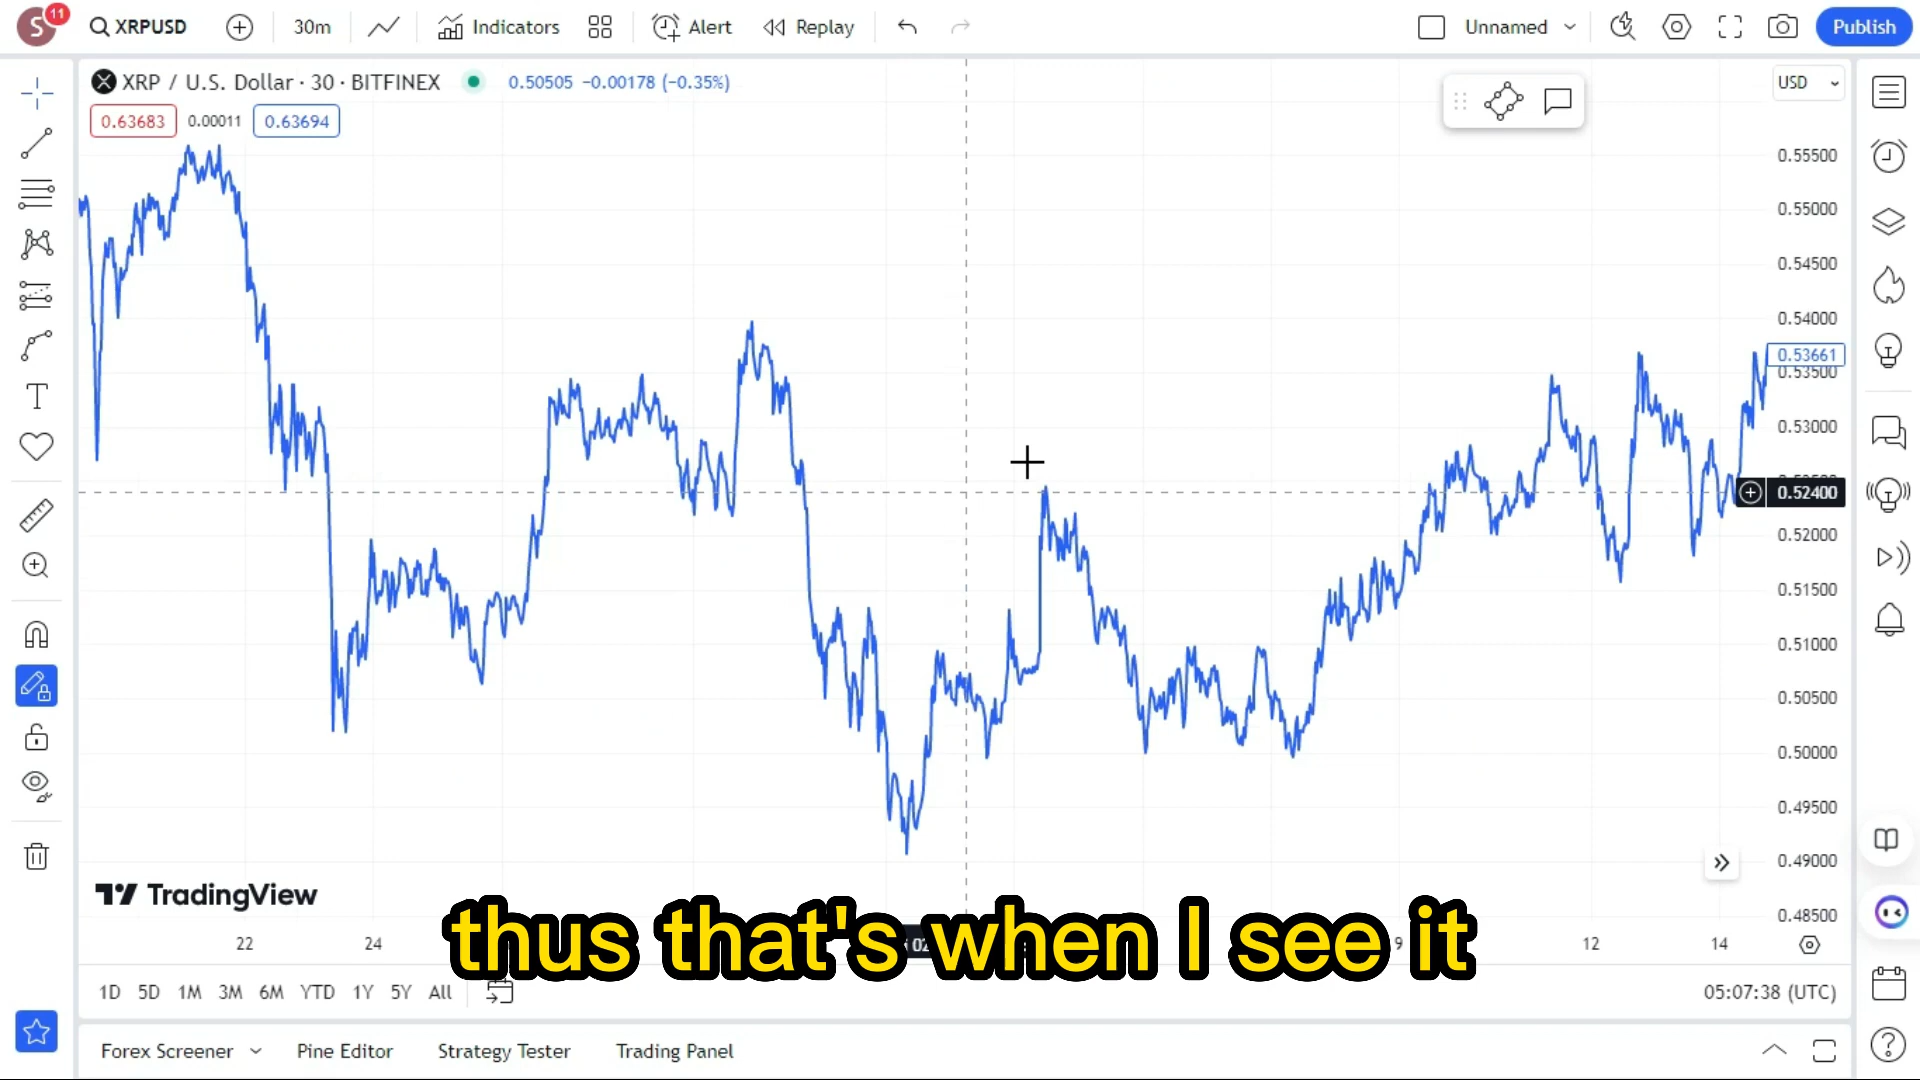 S 11 XRPUSD 30m Indicators Alert Replay Unnamed Publish
XRP / U.S. Dollar · 30 · BITFINEX 0.50505 −0.00178 (−0.35%) USD
0.63683 0.00011 0.63694
0.55500
0.55000
0.54500
0.54000
0.53661
0.53500
0.53000
0.52400
0.52000
0.51500
0.51000
0.50500
0.50000
0.49500
0.49000
0.48500
TradingView
22 24 02 9 12 14
thus that's when I see it
1D 5D 1M 3M 6M YTD 1Y 5Y All 05:07:38 (UTC)
Forex Screener Pine Editor Strategy Tester Trading Panel